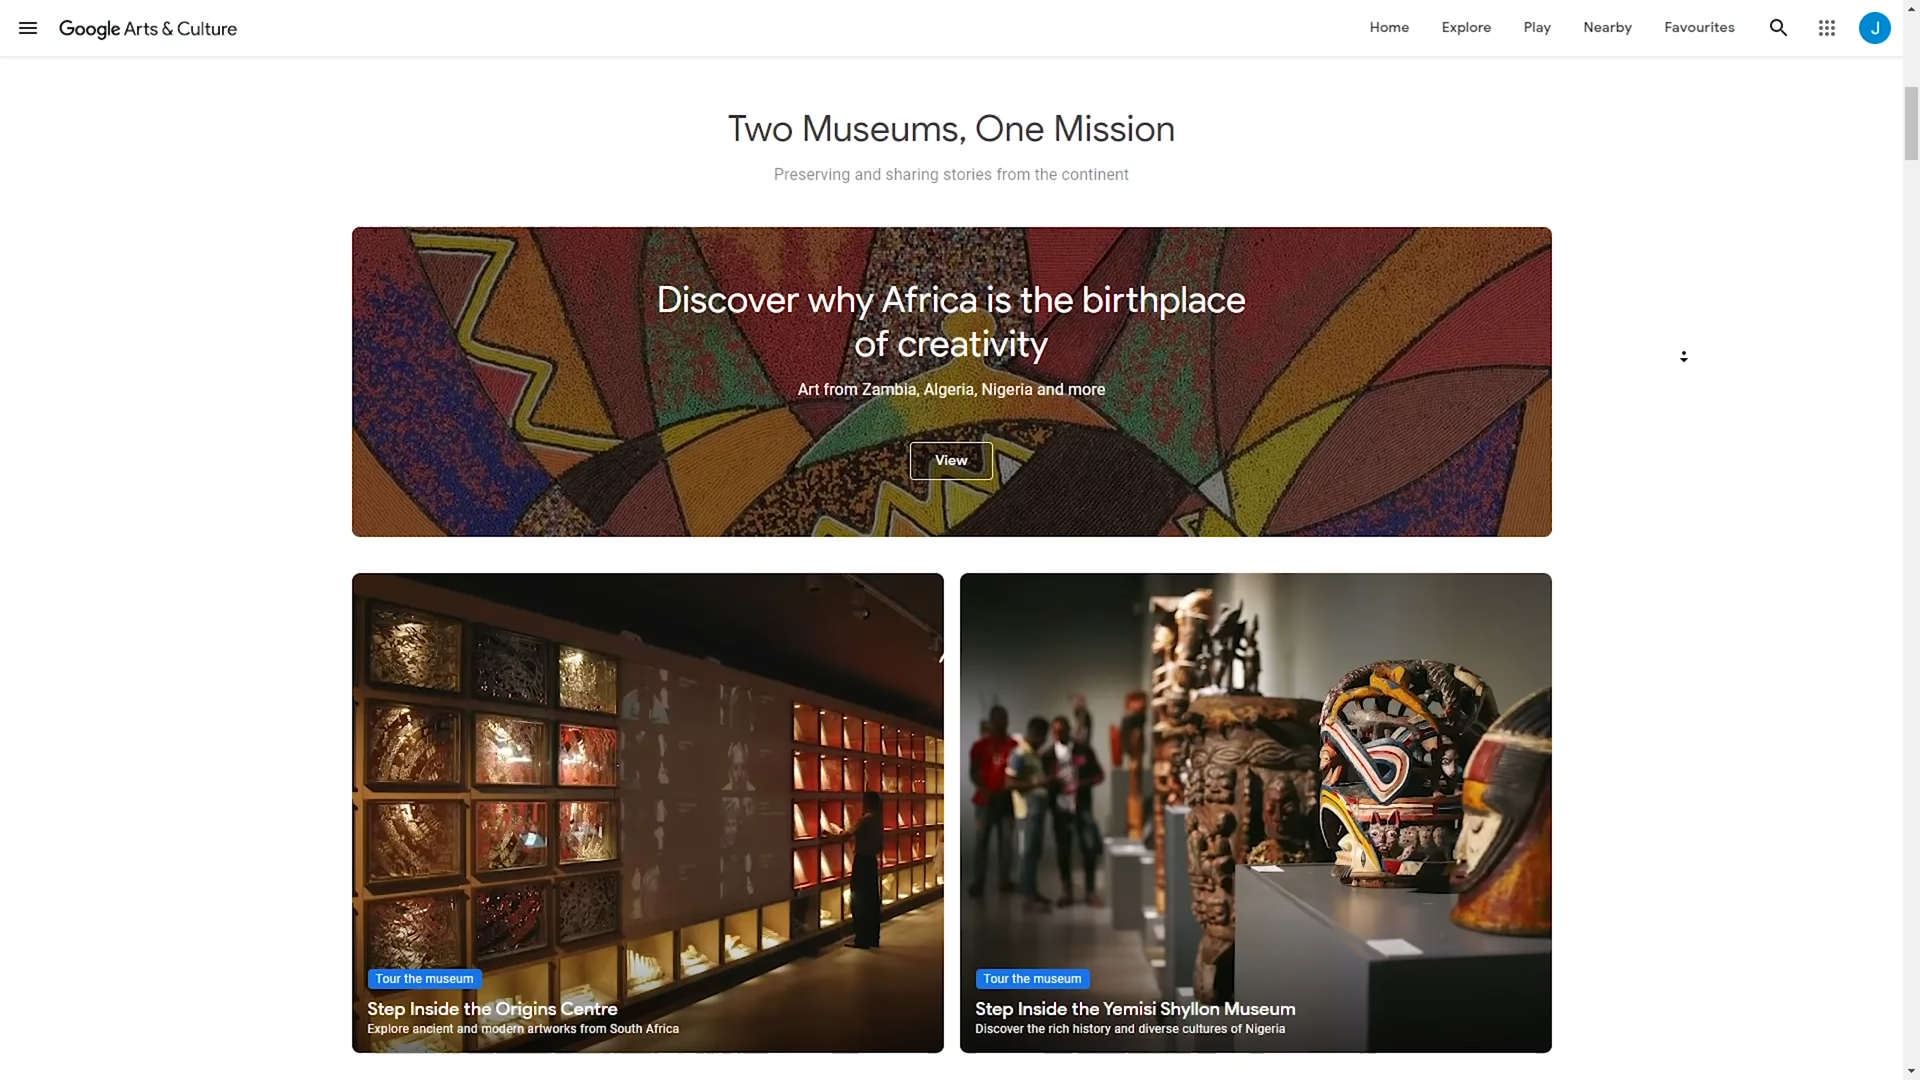 Google Arts & Culture
Home Explore Play Nearby Favourites J
Two Museums, One Mission
Preserving and sharing stories from the continent
Discover why Africa is the birthplace
of creativity
Art from Zambia, Algeria, Nigeria and more
View
Tour the museum
Step Inside the Origins Centre
Explore ancient and modern artworks from South Africa
Tour the museum
Step Inside the Yemisi Shyllon Museum
Discover the rich history and diverse cultures of Nigeria